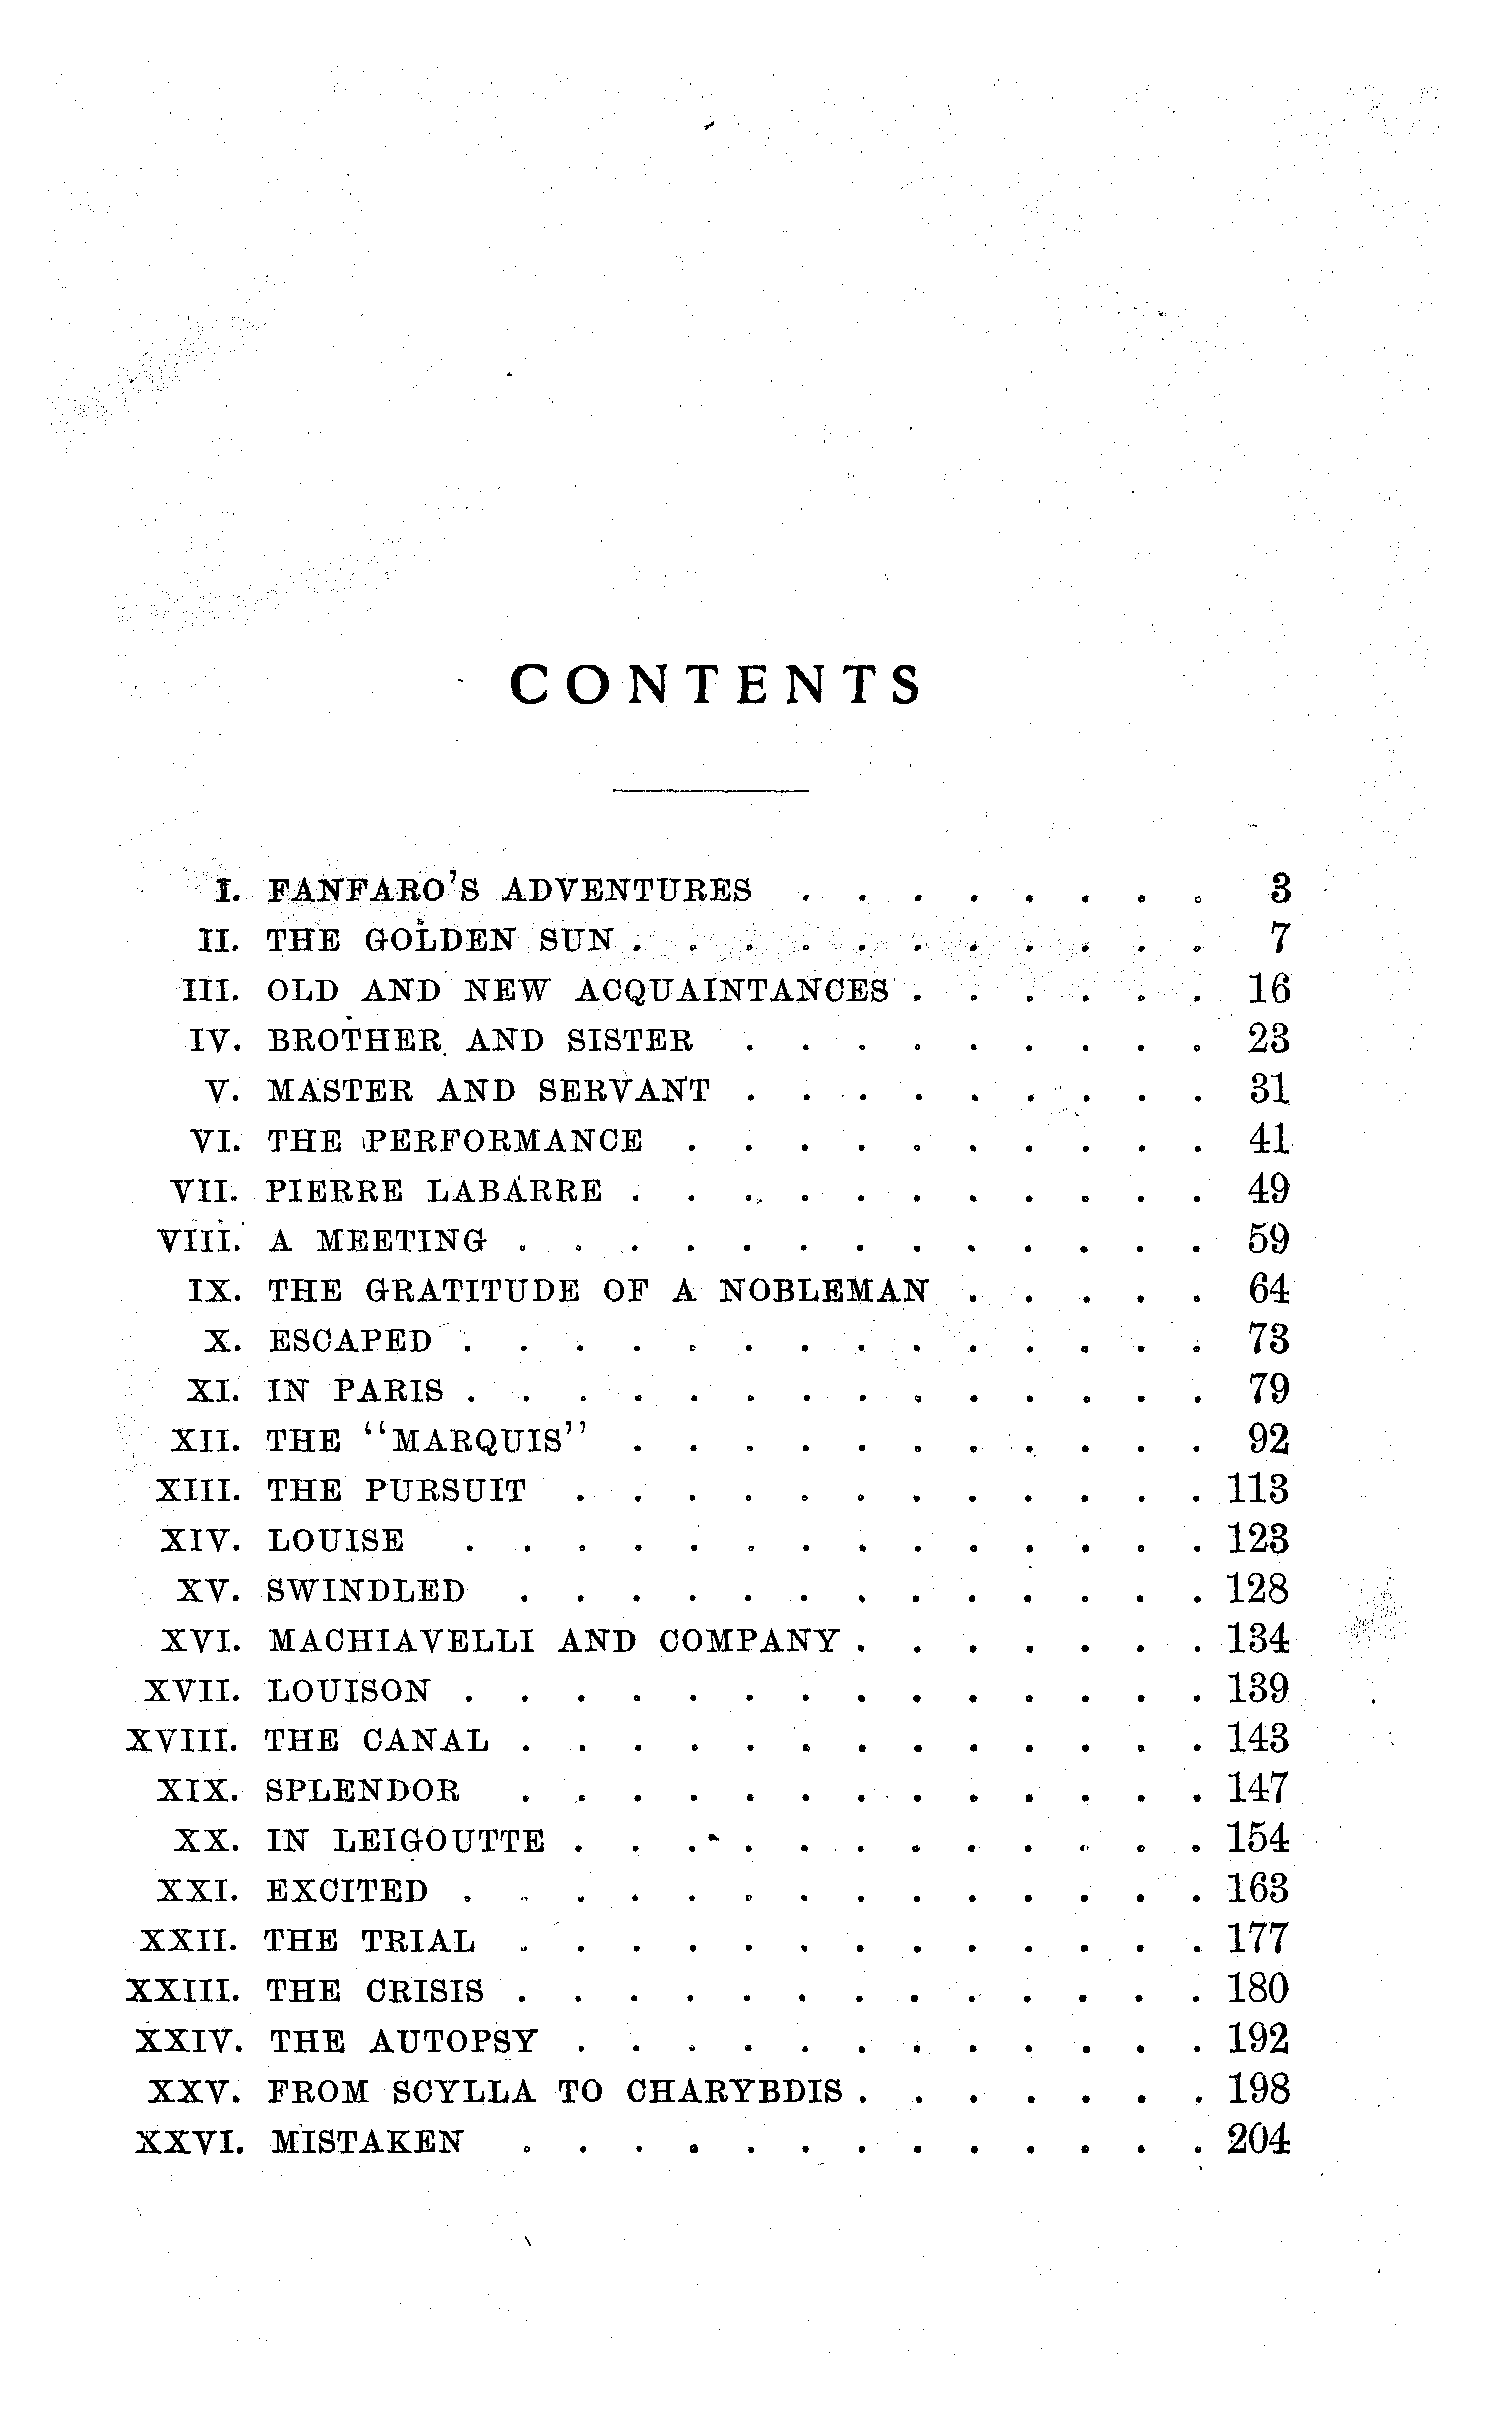 CONTENTS
I. FANFARO'S ADVENTURES . . . . . . . . 3
II. THE GOLDEN SUN . . . . . . . . . . . 7
III. OLD AND NEW ACQUAINTANCES . . . . . . 16
IV. BROTHER AND SISTER . . . . . . . . . 23
V. MASTER AND SERVANT . . . . . . . . . 31
VI. THE PERFORMANCE . . . . . . . . . . 41
VII. PIERRE LABARRE . . . . . . . . . . . 49
VIII. A MEETING . . . . . . . . . . . . . 59
IX. THE GRATITUDE OF A NOBLEMAN . . . . . 64
X. ESCAPED . . . . . . . . . . . . . . 73
XI. IN PARIS . . . . . . . . . . . . . . 79
XII. THE "MARQUIS" . . . . . . . . . . . 92
XIII. THE PURSUIT . . . . . . . . . . . . 113
XIV. LOUISE . . . . . . . . . . . . . . 123
XV. SWINDLED . . . . . . . . . . . . . 128
XVI. MACHIAVELLI AND COMPANY . . . . . . . 134
XVII. LOUISON . . . . . . . . . . . . . . 139
XVIII. THE CANAL . . . . . . . . . . . . . 143
XIX. SPLENDOR . . . . . . . . . . . . . 147
XX. IN LEIGOUTTE . . . . . . . . . . . . 154
XXI. EXCITED . . . . . . . . . . . . . . 163
XXII. THE TRIAL . . . . . . . . . . . . . 177
XXIII. THE CRISIS . . . . . . . . . . . . . 180
XXIV. THE AUTOPSY . . . . . . . . . . . . 192
XXV. FROM SCYLLA TO CHARYBDIS . . . . . . . 198
XXVI. MISTAKEN . . . . . . . . . . . . . 204